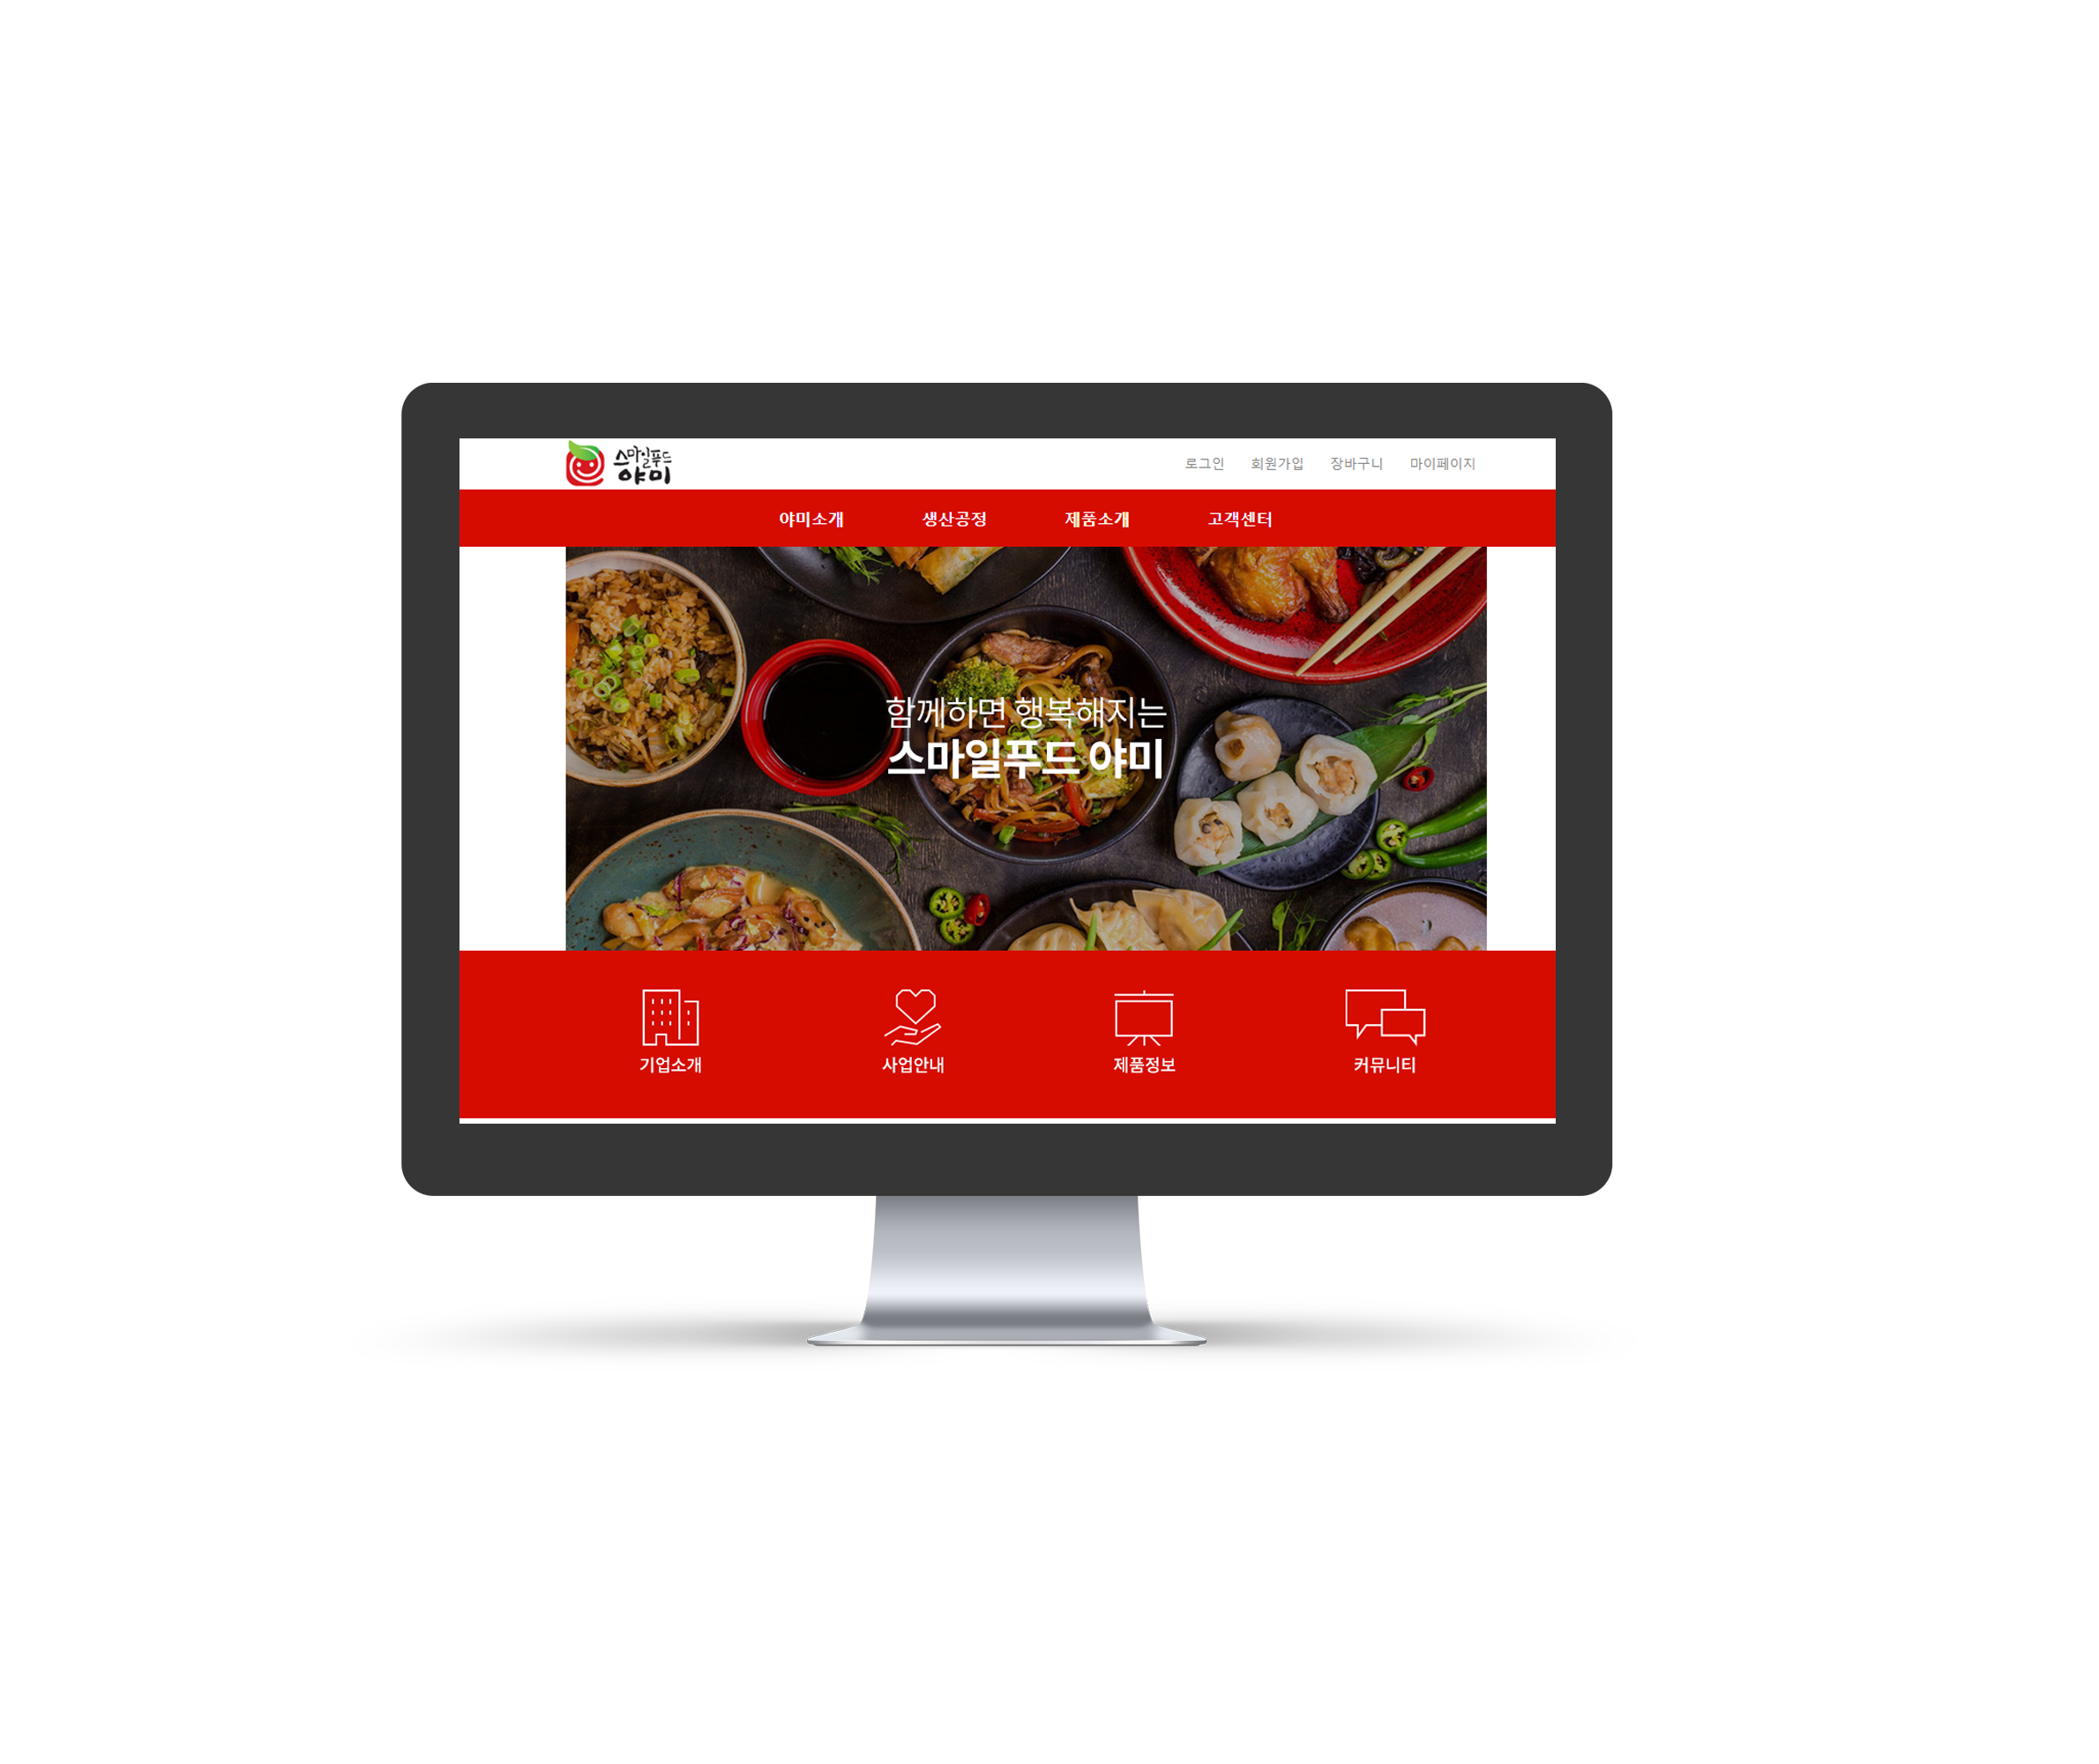 스마일푸드
야미
로그인 회원가입 장바구니 마이페이지
야미소개 생산공정 제품소개 고객센터
함께하면 행복해지는
스마일푸드 야미
기업소개 사업안내 제품정보 커뮤니티